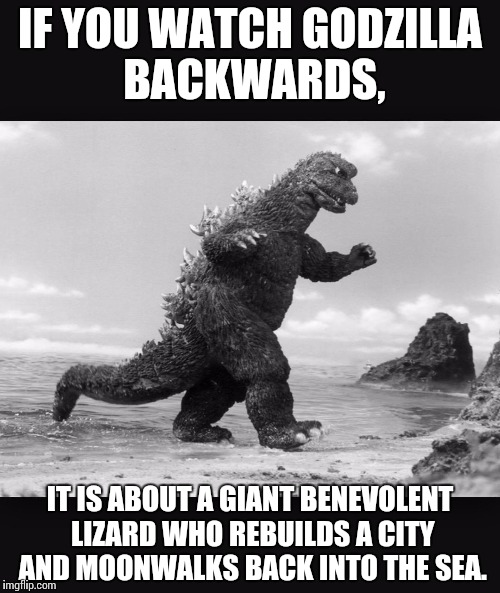 IF YOU WATCH GODZILLA
BACKWARDS,
IT IS ABOUT A GIANT BENEVOLENT
LIZARD WHO REBUILDS A CITY
AND MOONWALKS BACK INTO THE SEA.
imgflip.com